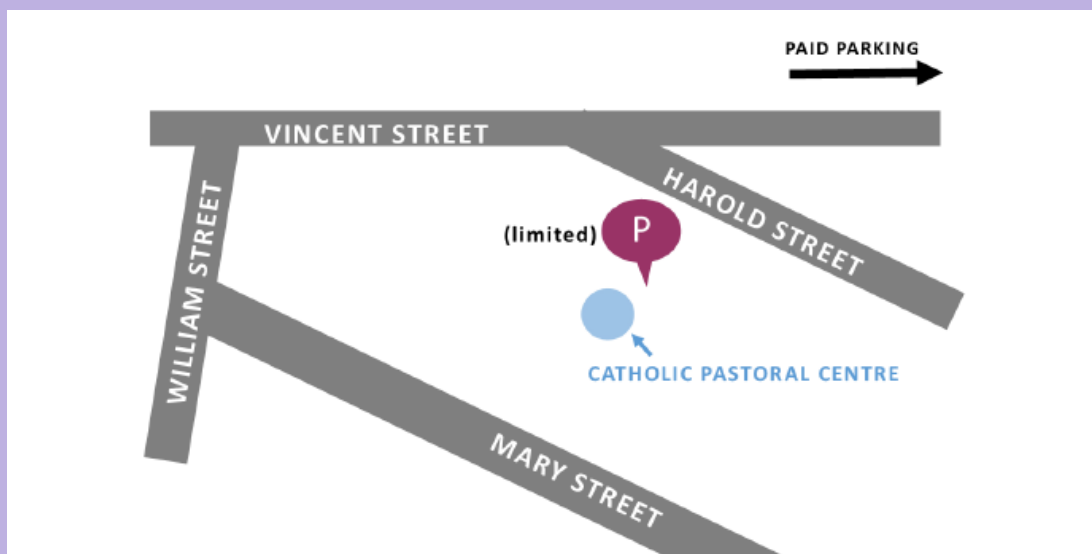 PAID PARKING
VINCENT STREET
HAROLD STREET
WILLIAM STREET
(limited) P
CATHOLIC PASTORAL CENTRE
MARY STREET